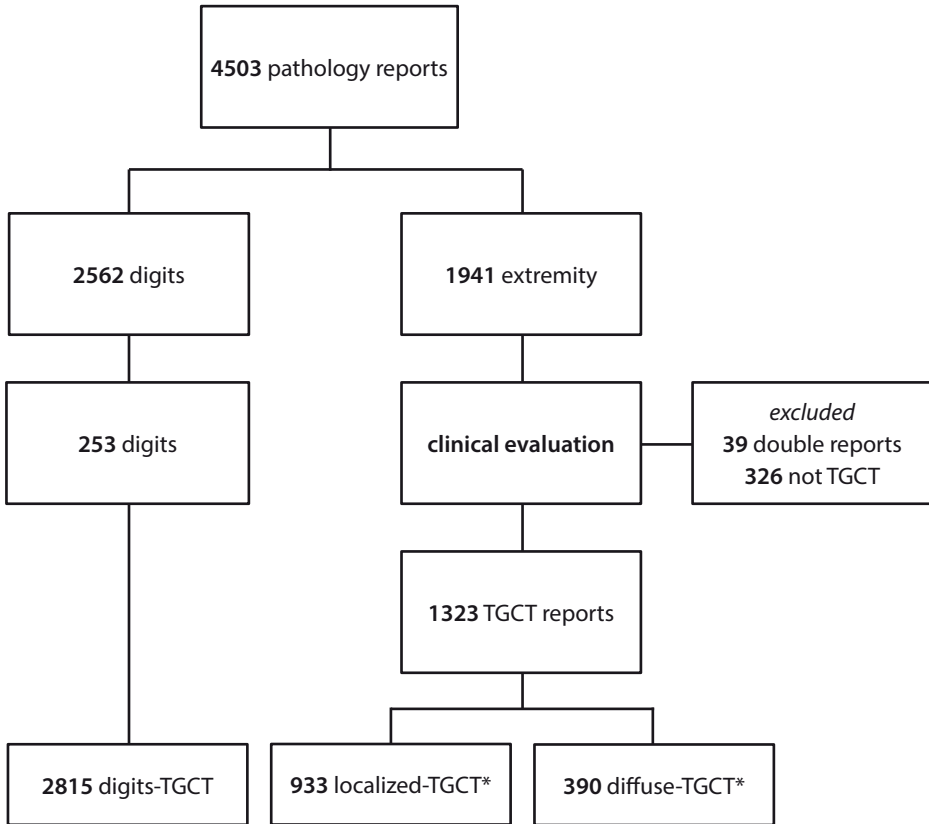 4503 pathology reports
2562 digits
1941 extremity
253 digits
clinical evaluation
excluded
39 double reports
326 not TGCT
1323 TGCT reports
2815 digits-TGCT
933 localized-TGCT*
390 diffuse-TGCT*